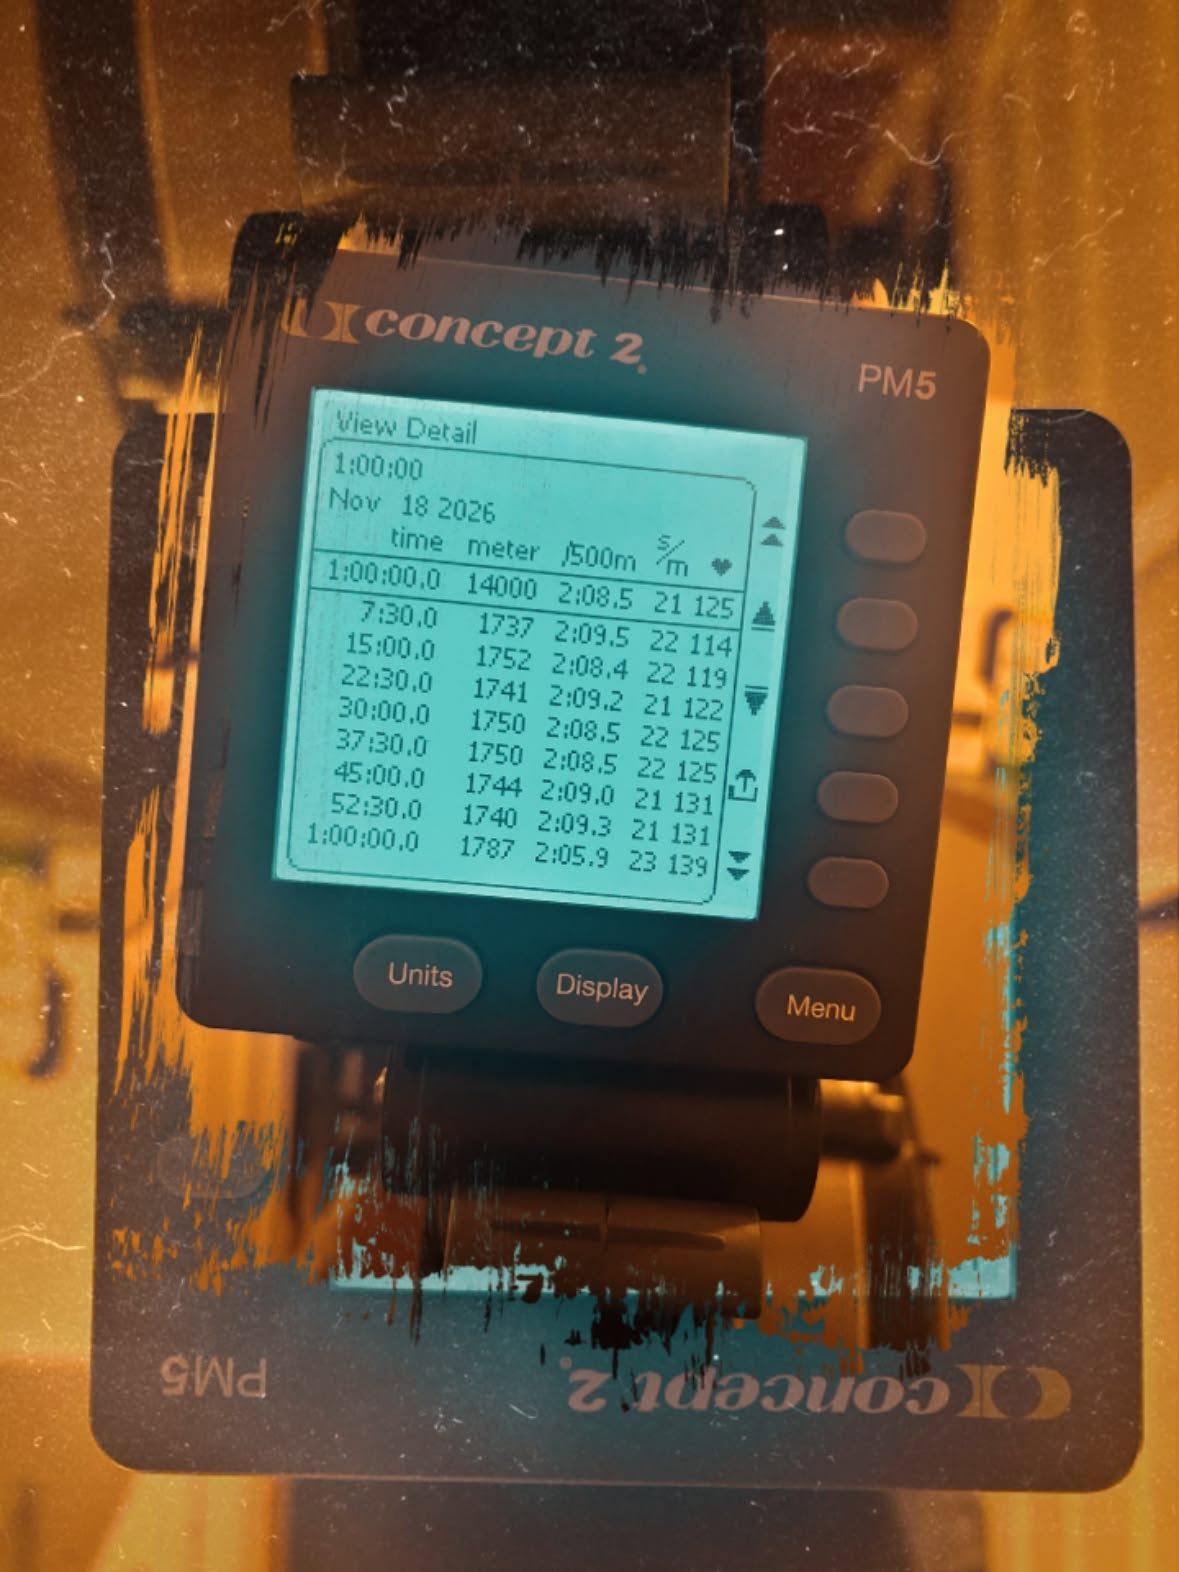 concept 2
PM5
View Detail
1:00:00
Nov 18 2026
time meter /500m s/m ♥
1:00:00.0 14000 2:08.5 21 125
7:30.0 1737 2:09.5 22 114
15:00.0 1752 2:08.4 22 119
22:30.0 1741 2:09.2 21 122
30:00.0 1750 2:08.5 22 125
37:30.0 1750 2:08.5 22 125
45:00.0 1744 2:09.0 21 131
52:30.0 1740 2:09.3 21 131
1:00:00.0 1787 2:05.9 23 139
Units Display Menu
PM5
concept 2